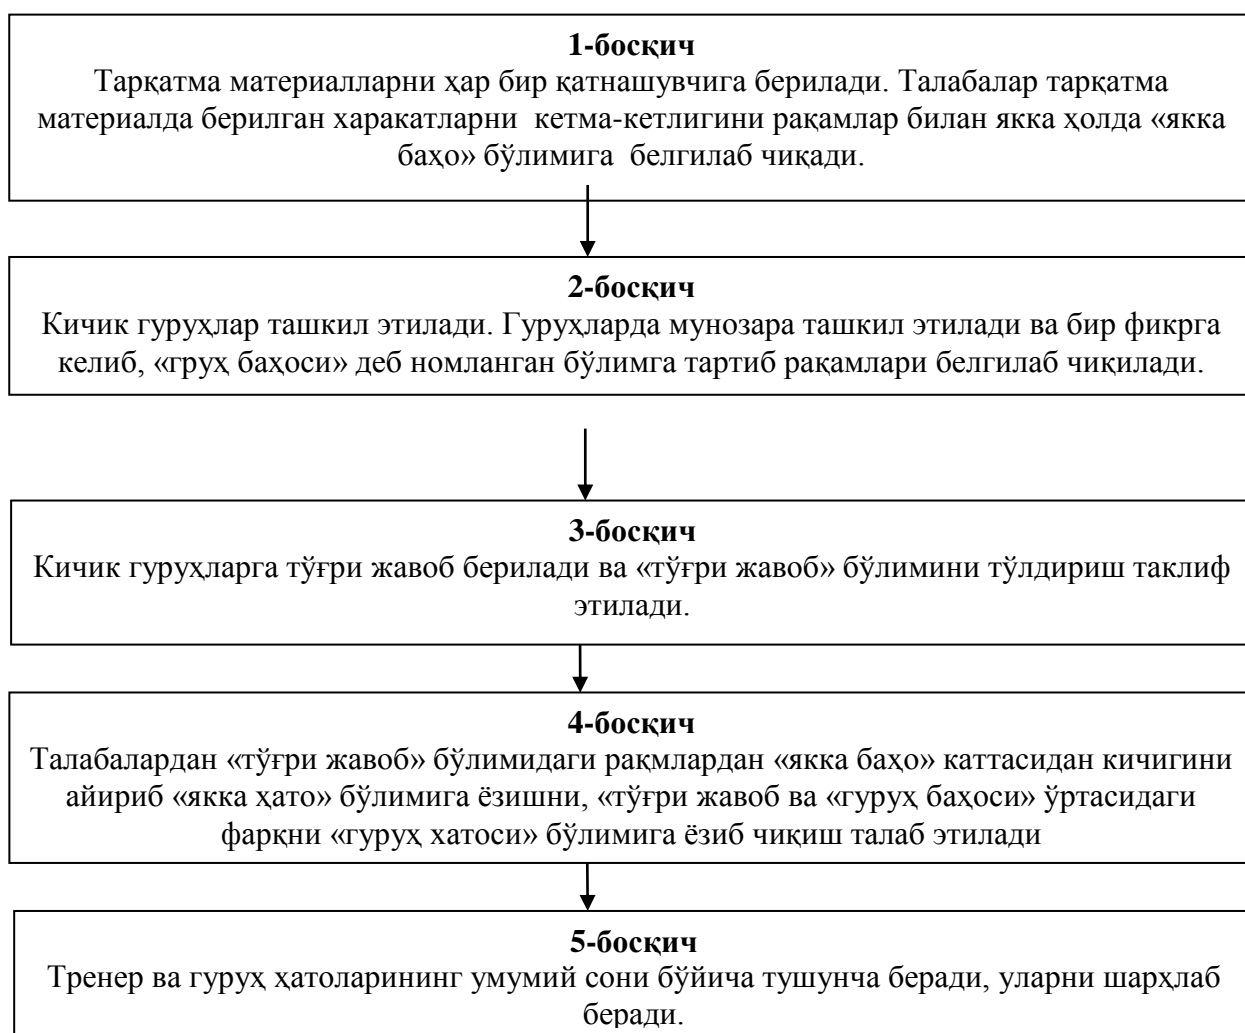 1-босқич
Тарқатма материалларни ҳар бир қатнашувчига берилади. Талабалар тарқатма
материалда берилган харакатларни кетма-кетлигини рақамлар билан якка ҳолда «якка
баҳо» бўлимига белгилаб чиқади.
2-босқич
Кичик гуруҳлар ташкил этилади. Гуруҳларда мунозара ташкил этилади ва бир фикрга
келиб, «груҳ баҳоси» деб номланган бўлимга тартиб рақамлари белгилаб чиқилади.
3-босқич
Кичик гуруҳларга тўғри жавоб берилади ва «тўғри жавоб» бўлимини тўлдириш таклиф
этилади.
4-босқич
Талабалардан «тўғри жавоб» бўлимидаги рақмлардан «якка баҳо» каттасидан кичигини
айириб «якка ҳато» бўлимига ёзишни, «тўғри жавоб ва «гуруҳ баҳоси» ўртасидаги
фарқни «гуруҳ хатоси» бўлимига ёзиб чиқиш талаб этилади
5-босқич
Тренер ва гуруҳ ҳатоларининг умумий сони бўйича тушунча беради, уларни шарҳлаб
беради.